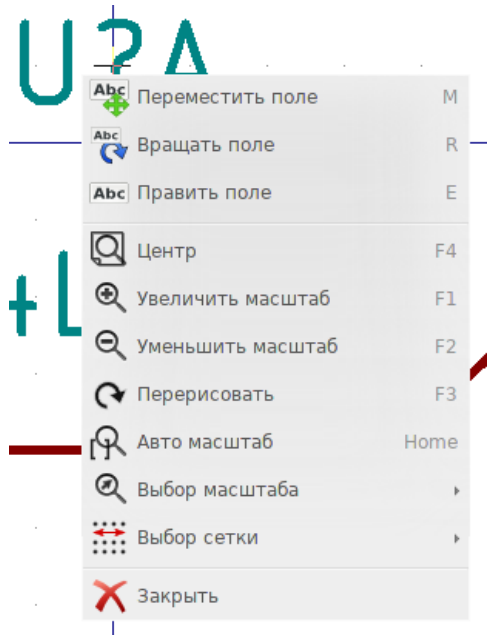 U?A
Abc Переместить поле M
Abc Вращать поле R
Abc Править поле E
Центр F4
Увеличить масштаб F1
Уменьшить масштаб F2
Перерисовать F3
Авто масштаб Home
Выбор масштаба
Выбор сетки
Закрыть